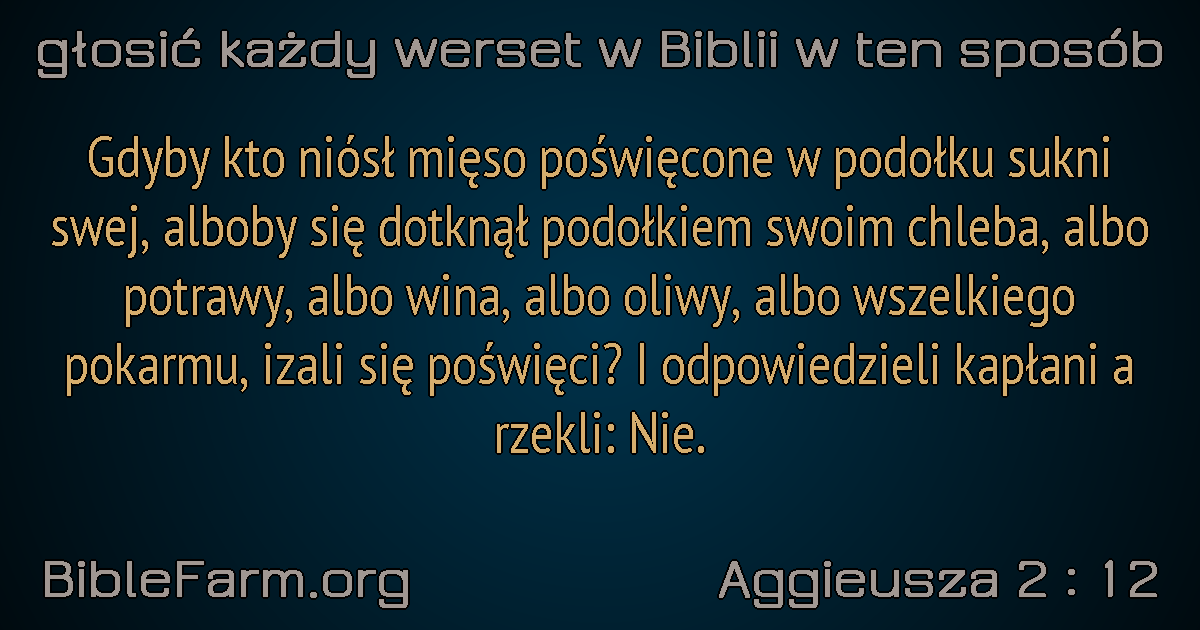 głosić każdy werset w Biblii w ten sposób
Gdyby kto niósł mięso poświęcone w podołku sukni
swej, alboby się dotknął podołkiem swoim chleba, albo
potrawy, albo wina, albo oliwy, albo wszelkiego
pokarmu, izali się poświęci? I odpowiedzieli kapłani a
rzekli: Nie.
BibleFarm.org
Aggieusza 2 : 12